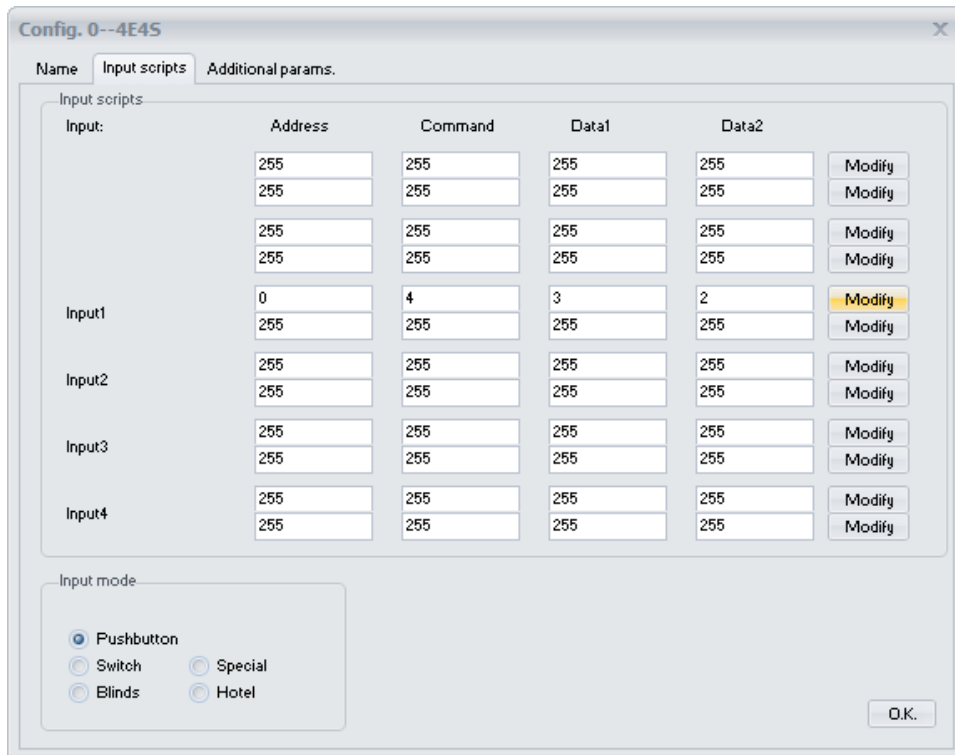 Config. 0--4E4S X
Name Input scripts Additional params.
Input scripts
Input: Address Command Data1 Data2
255 255 255 255 Modify
255 255 255 255 Modify
255 255 255 255 Modify
255 255 255 255 Modify
Input1
0 4 3 2 Modify
255 255 255 255 Modify
Input2
255 255 255 255 Modify
255 255 255 255 Modify
Input3
255 255 255 255 Modify
255 255 255 255 Modify
Input4
255 255 255 255 Modify
255 255 255 255 Modify
Input mode
Pushbutton
Switch Special
Blinds Hotel
O.K.